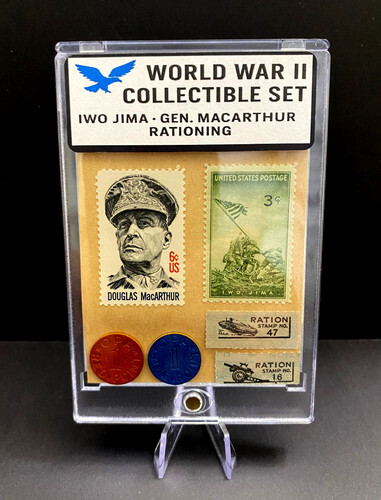 WORLD WAR II
COLLECTIBLE SET
IWO JIMA · GEN. MACARTHUR
RATIONING
6c
US
DOUGLAS MacARTHUR
UNITED STATES POSTAGE
3¢
IWO JIMA
RATION
STAMP NO.
47
RATION
STAMP NO.
16